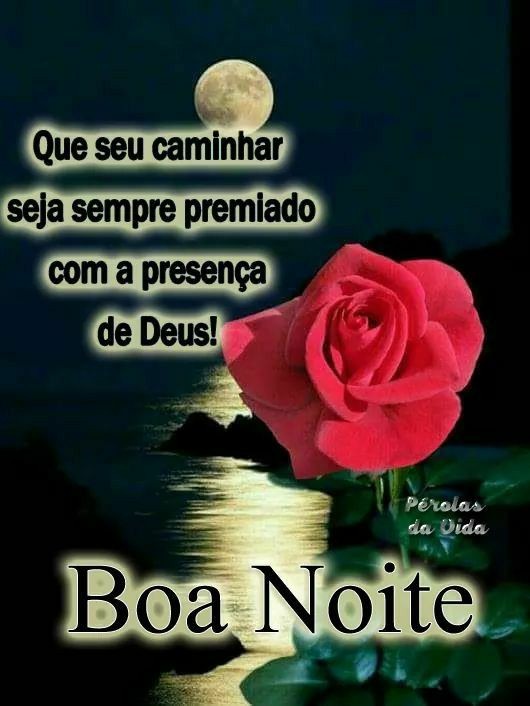 Que seu caminhar
seja sempre premiado
com a presença
de Deus!
Pérolas
da Vida
Boa Noite